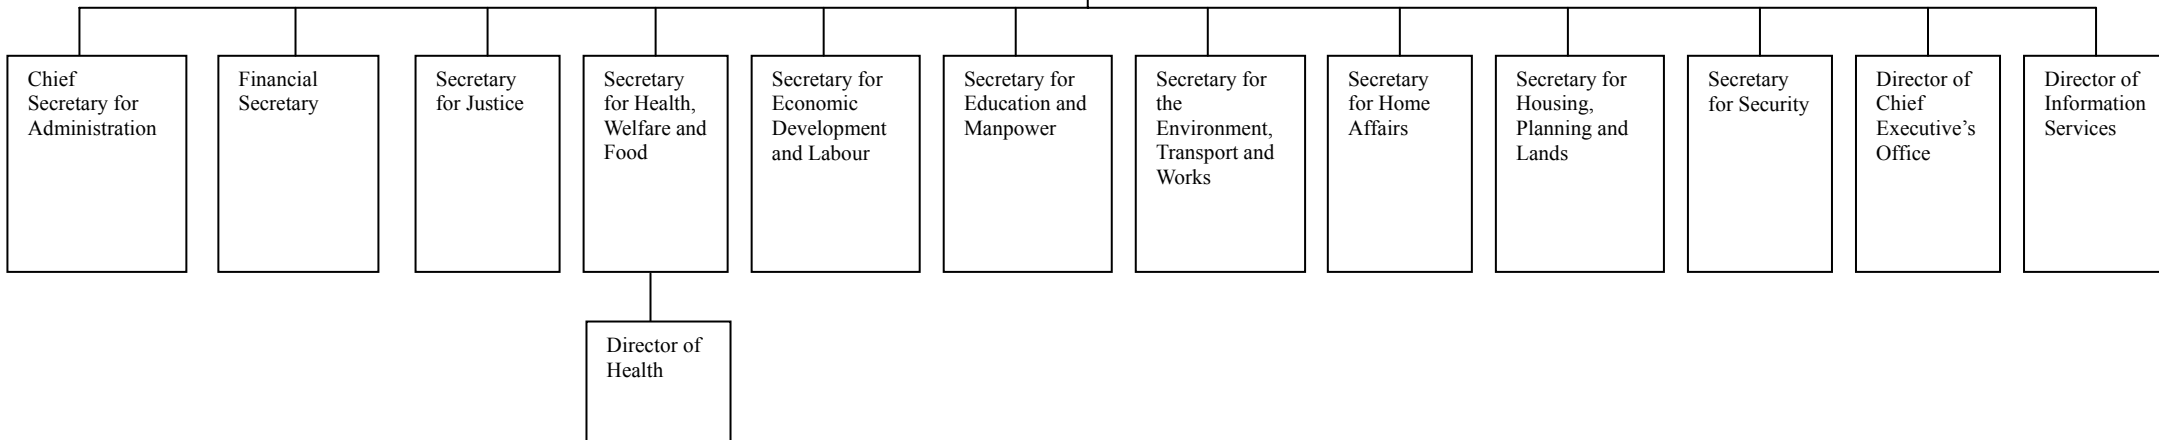 Chief
Secretary for
Administration
Financial
Secretary
Secretary
for Justice
Secretary
for Health,
Welfare and
Food
Secretary for
Economic
Development
and Labour
Secretary for
Education and
Manpower
Secretary for
the
Environment,
Transport and
Works
Secretary
for Home
Affairs
Secretary for
Housing,
Planning and
Lands
Secretary
for Security
Director of
Chief
Executive’s
Office
Director of
Information
Services
Director of
Health